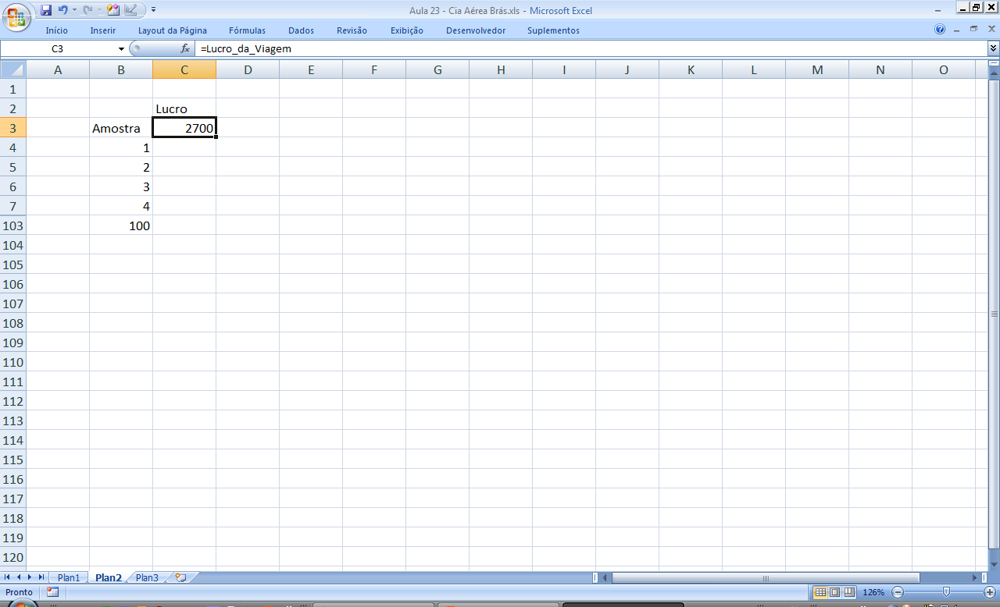 Aula 23 - Cia Aérea Brás.xls - Microsoft Excel
Início Inserir Layout da Página Fórmulas Dados Revisão Exibição Desenvolvedor Suplementos
C3 fx =Lucro_da_Viagem
A B C D E F G H I J K L M N O
1
2 Lucro
3 Amostra 2700
4 1
5 2
6 3
7 4
103 100
104
105
106
107
108
109
110
111
112
113
114
115
116
117
118
119
120
Plan1 Plan2 Plan3
Pronto 126%